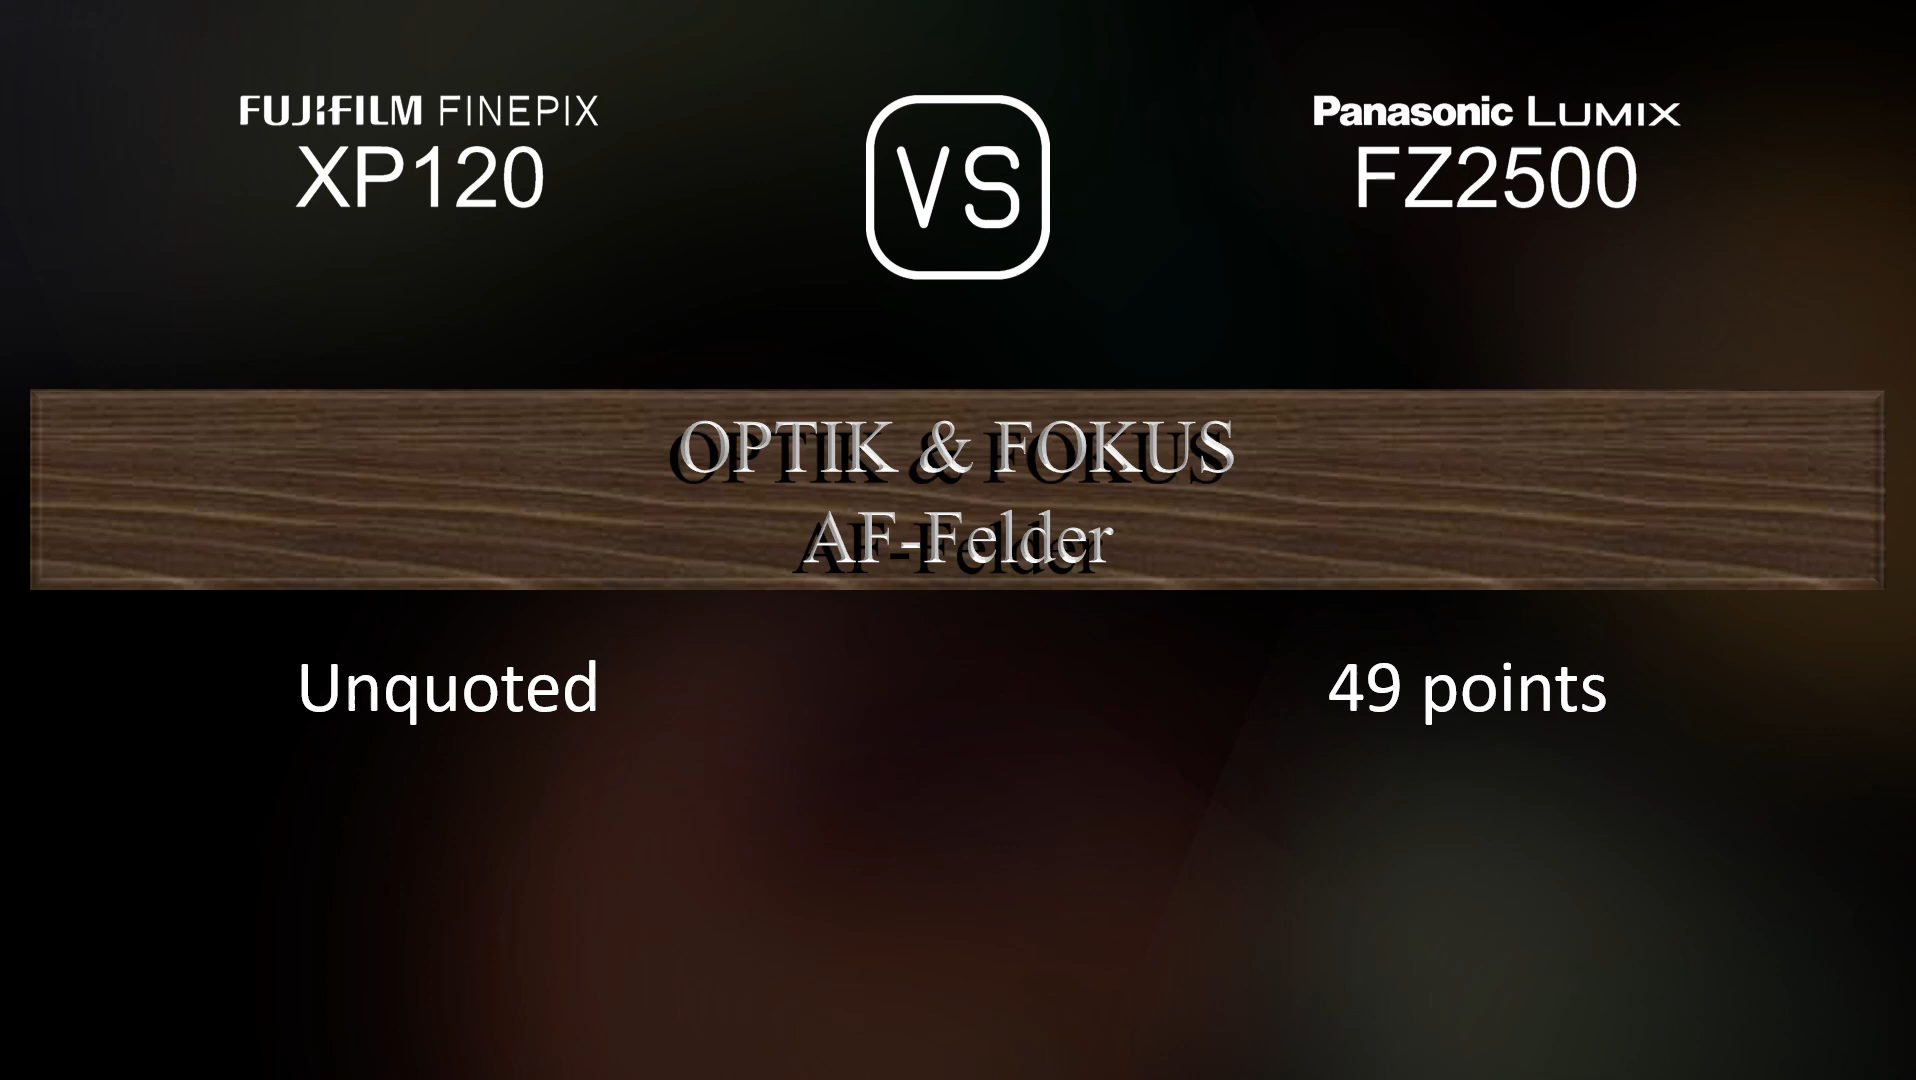 FUJIFILM FINEPIX
XP120
VS
Panasonic LUMIX
FZ2500
OPTIK & FOKUS
AF-Felder
Unquoted
49 points